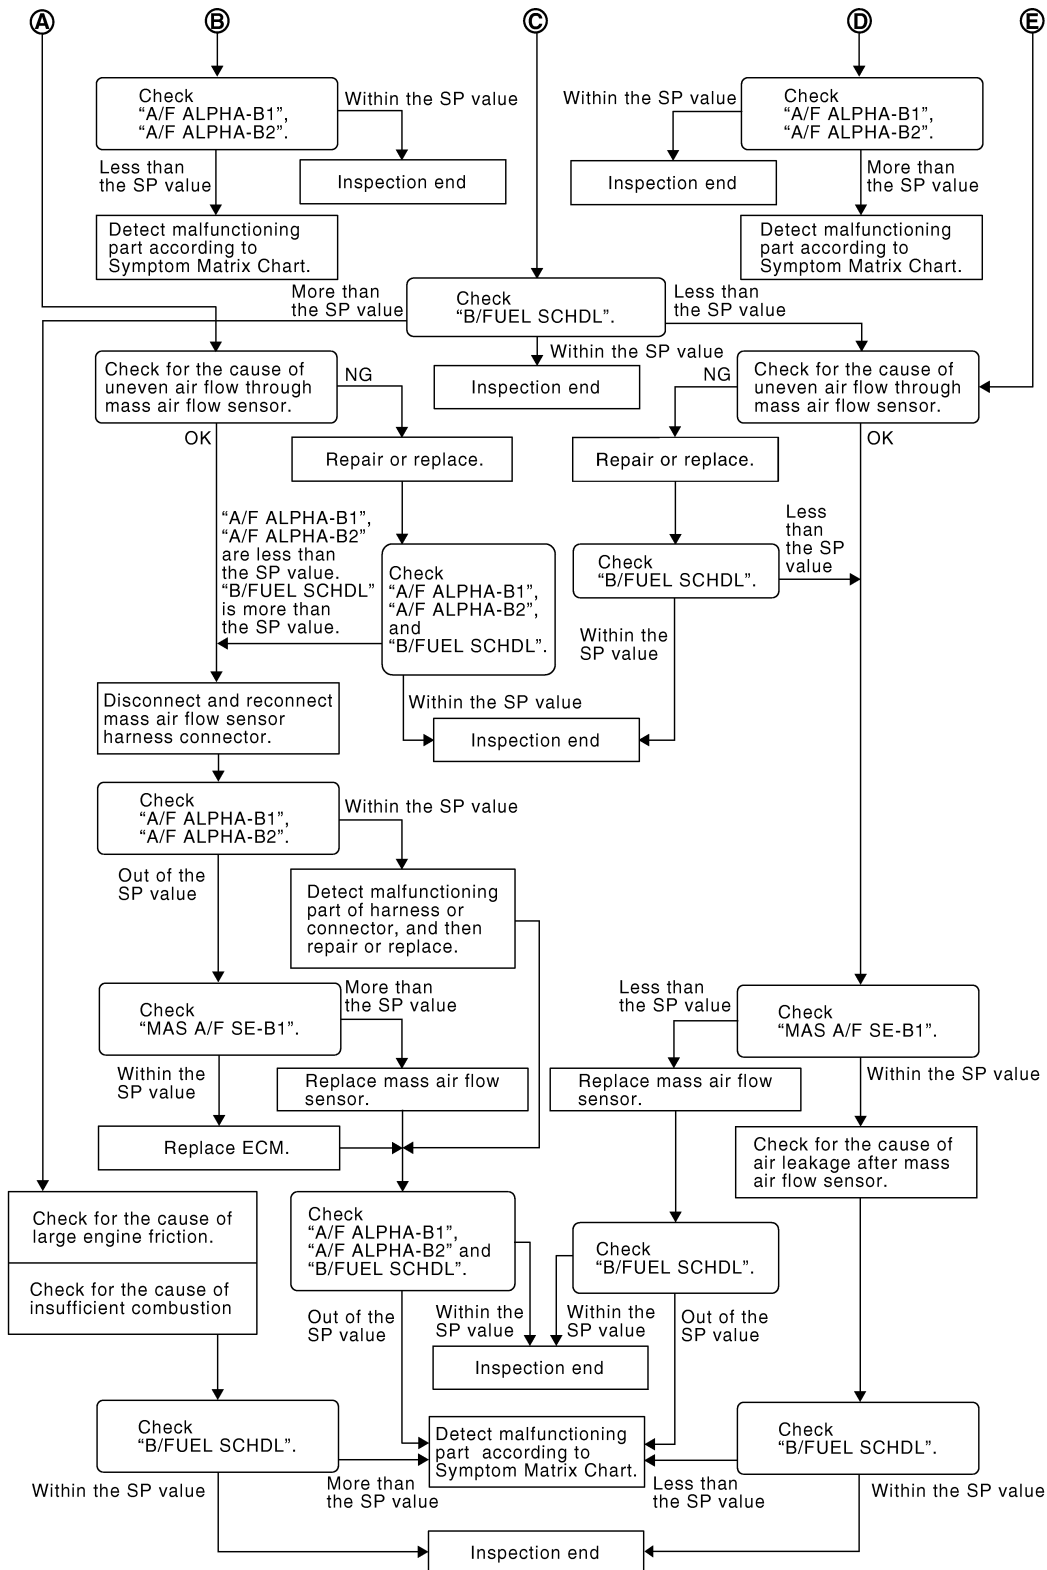 A
B
C
D
E
Check
“A/F ALPHA-B1”,
“A/F ALPHA-B2”.
Within the SP value
Within the SP value
Check
“A/F ALPHA-B1”,
“A/F ALPHA-B2”.
Less than
the SP value
Inspection end
Inspection end
More than
the SP value
Detect malfunctioning
part according to
Symptom Matrix Chart.
Detect malfunctioning
part according to
Symptom Matrix Chart.
More than
the SP value
Check
“B/FUEL SCHDL”.
Less than
the SP value
Within the SP value
Inspection end
Check for the cause of
uneven air flow through
mass air flow sensor.
NG
NG
Check for the cause of
uneven air flow through
mass air flow sensor.
OK
OK
Repair or replace.
Repair or replace.
“A/F ALPHA-B1”,
“A/F ALPHA-B2”
are less than
the SP value.
“B/FUEL SCHDL”
is more than
the SP value.
Check
“A/F ALPHA-B1”,
“A/F ALPHA-B2”,
and
“B/FUEL SCHDL”.
Check
“B/FUEL SCHDL”.
Less
than
the SP
value
Within the
SP value
Within the SP value
Inspection end
Disconnect and reconnect
mass air flow sensor
harness connector.
Check
“A/F ALPHA-B1”,
“A/F ALPHA-B2”.
Within the SP value
Out of the
SP value
Detect malfunctioning
part of harness or
connector, and then
repair or replace.
Check
“MAS A/F SE-B1”.
More than
the SP value
Less than
the SP value
Check
“MAS A/F SE-B1”.
Within the
SP value
Replace mass air flow
sensor.
Replace mass air flow
sensor.
Within the SP value
Replace ECM.
Check for the cause of
air leakage after mass
air flow sensor.
Check for the cause of
large engine friction.
Check for the cause of
insufficient combustion
Check
“A/F ALPHA-B1”,
“A/F ALPHA-B2” and
“B/FUEL SCHDL”.
Check
“B/FUEL SCHDL”.
Out of the
SP value
Within the
SP value
Within the
SP value
Out of the
SP value
Inspection end
Check
“B/FUEL SCHDL”.
Detect malfunctioning
part according to
Symptom Matrix Chart.
Check
“B/FUEL SCHDL”.
Within the SP value
More than
the SP value
Less than
the SP value
Within the SP value
Inspection end